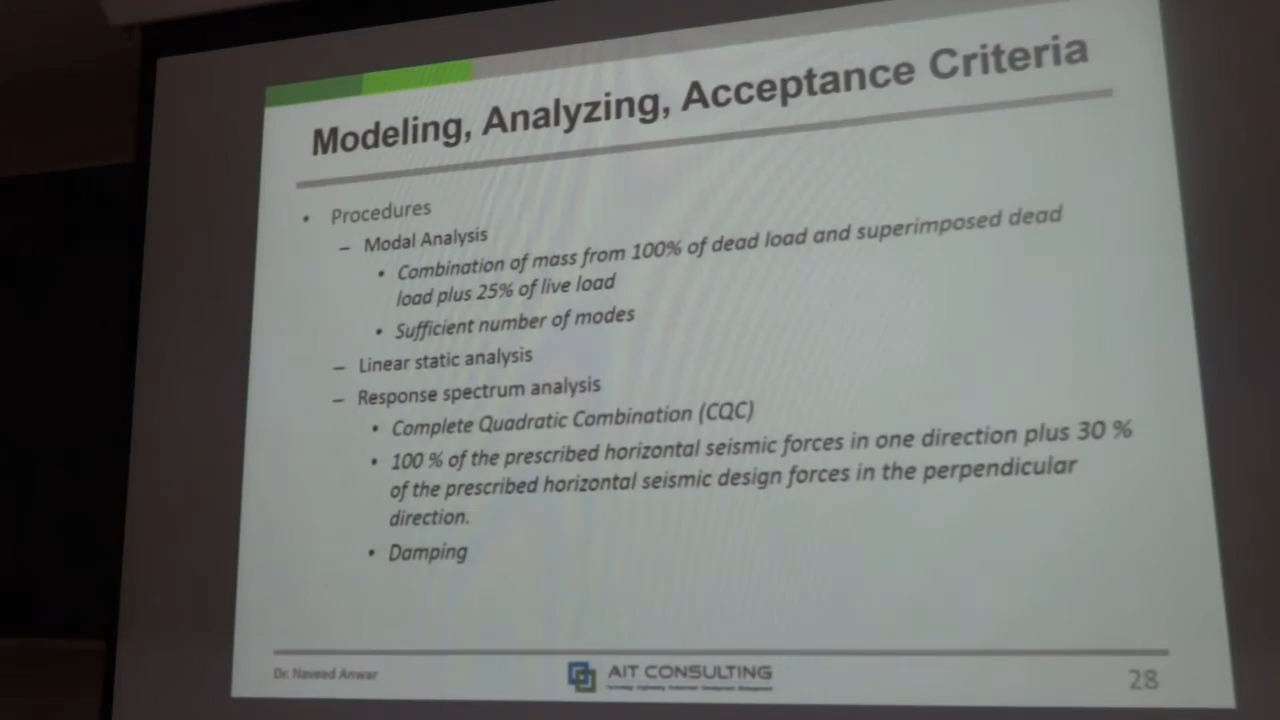 Modeling, Analyzing, Acceptance Criteria
• Procedures
– Modal Analysis
• Combination of mass from 100% of dead load and superimposed dead
load plus 25% of live load
• Sufficient number of modes
– Linear static analysis
– Response spectrum analysis
• Complete Quadratic Combination (CQC)
• 100 % of the prescribed horizontal seismic forces in one direction plus 30 %
of the prescribed horizontal seismic design forces in the perpendicular
direction.
• Damping
Dr. Naveed Anwar
AIT CONSULTING
28